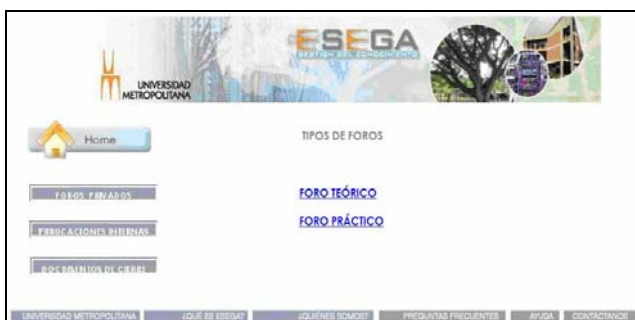 ESEGA
GESTIÓN DEL CONOCIMIENTO
UNIVERSIDAD
METROPOLITANA
Home
TIPOS DE FOROS
FOROS PRIVADOS
FORO TEÓRICO
FORO PRÁCTICO
PUBLICACIONES INTERNAS
DOCUMENTOS DE CIERRE
UNIVERSIDAD METROPOLITANA ¿QUÉ ES ESEGA? ¿QUIÉNES SOMOS? PREGUNTAS FRECUENTES AYUDA CONTÁCTANOS